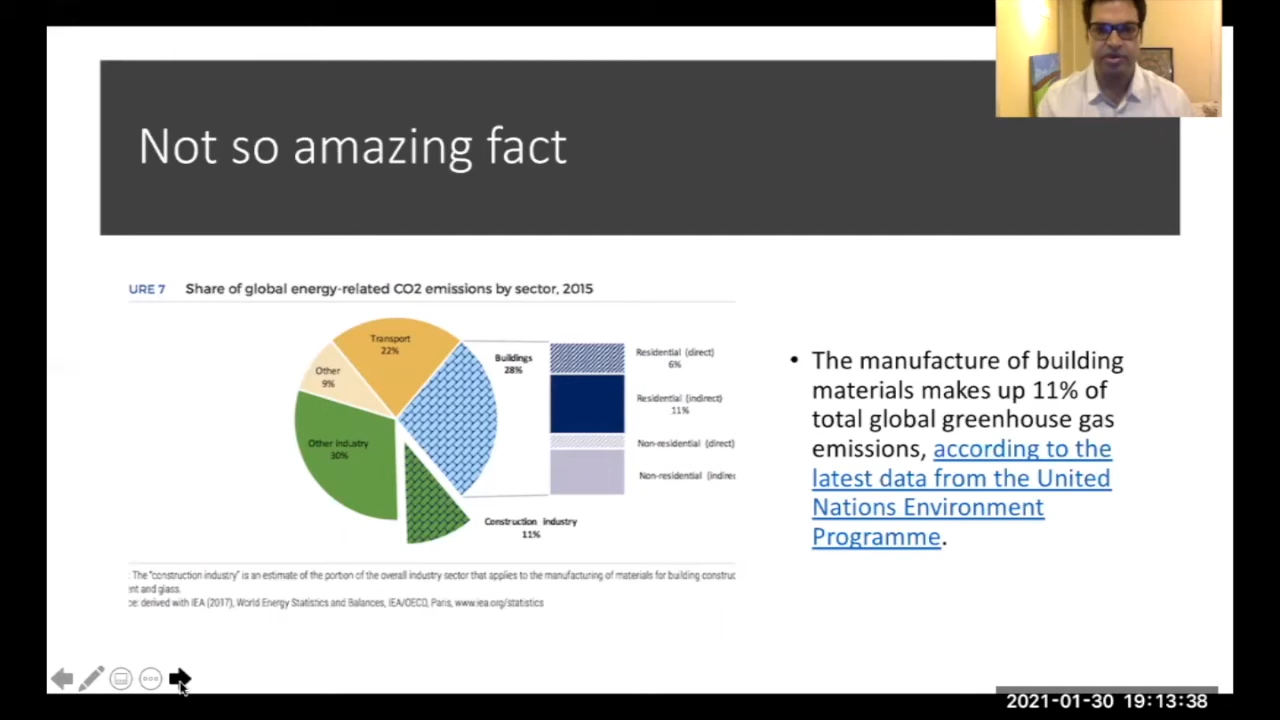 Not so amazing fact
URE 7 Share of global energy-related CO2 emissions by sector, 2015
Transport
22%
Other
9%
Other industry
30%
Buildings
28%
Construction industry
11%
Residential (direct)
6%
Residential (indirect)
11%
Non-residential (direct)
Non-residential (indirec
: The "construction industry" is an estimate of the portion of the overall industry sector that applies to the manufacturing of materials for building construc
ent and glass.
ce: derived with IEA (2017), World Energy Statistics and Balances, IEA/OECD, Paris, www.iea.org/statistics
• The manufacture of building
materials makes up 11% of
total global greenhouse gas
emissions, according to the
latest data from the United
Nations Environment
Programme.
2021-01-30 19:13:38